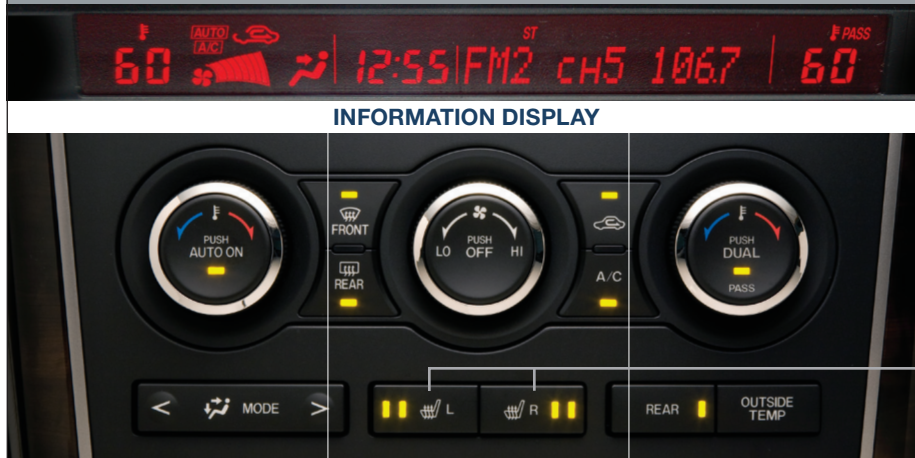 AUTO
A/C
ST
PASS
60
12:55
FM2 CH5 106.7
60
INFORMATION DISPLAY
PUSH
AUTO ON
FRONT
REAR
LO
PUSH
OFF
HI
A/C
PUSH
DUAL
PASS
< MODE >
L
R
REAR
OUTSIDE
TEMP